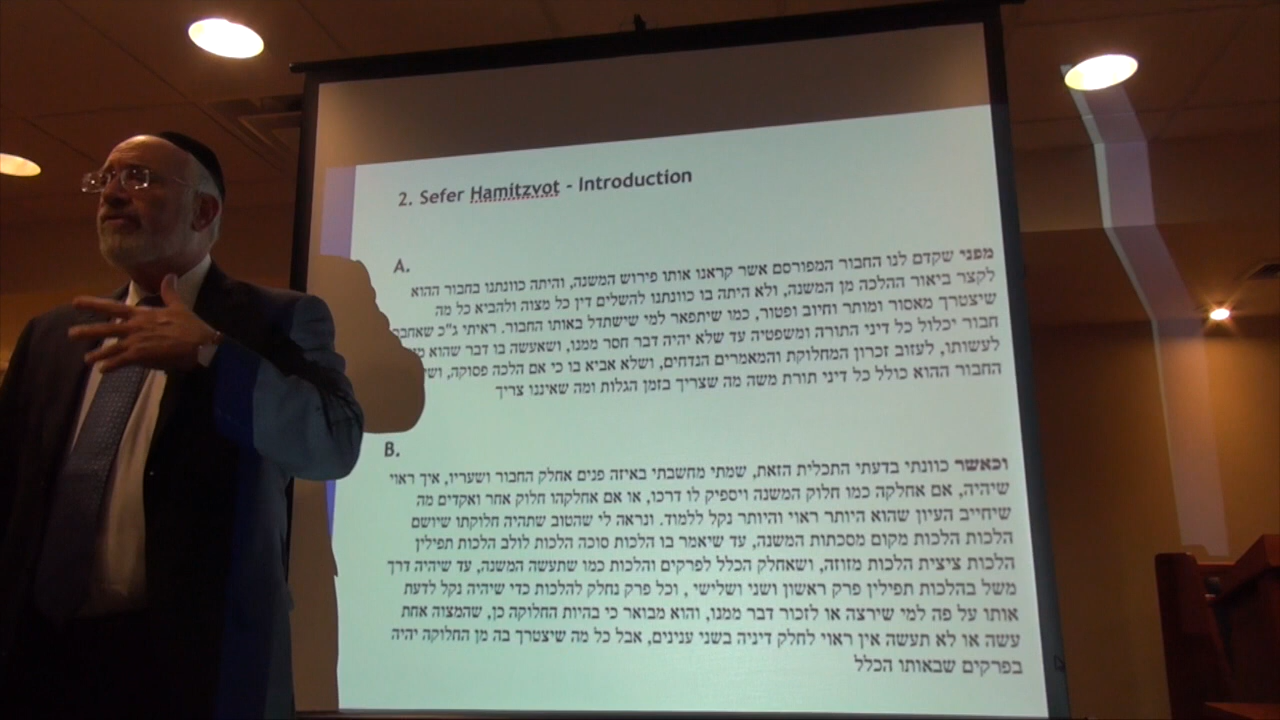 2. Sefer Hamitzvot - Introduction
A.
מפני שקדם לנו החבור המפורסם אשר קראנו אותו פירוש המשנה, והיתה כוונתנו בחבור ההוא
לקצר ביאור ההלכה מן המשנה, ולא היתה בו כוונתנו להשלים דין כל מצוה ולהביא כל מה
שיצטרך מאסור ומותר וחיוב ופטור, כמו שיתפאר למי שישתדל באותו החבור. ראיתי ג"כ שאחבר
חבור יכלול כל דיני התורה ומשפטיה עד שלא יהיה דבר חסר ממנו, ושאעשה בו דבר שהוא
לעשותו, לעזוב זכרון המחלוקת והמאמרים הנדחים, ושלא אביא בו כי אם הלכה פסוקה,
החבור ההוא כולל כל דיני תורת משה מה שצריך בזמן הגלות ומה שאיננו צריך
B.
וכאשר כוונתי בדעתי התכלית הזאת, שמתי מחשבתי באיזה פנים אחלק החבור ושעריו, איך ראוי
שיהיה, אם אחלקה כמו חלוק המשנה ויספיק לו דרכו, או אם אחלקהו חלוק אחר ואקדים מה
שיחייב העיון שהוא היותר ראוי והיותר נקל ללמוד. ונראה לי שהטוב שתהיה חלוקתו שיושם
הלכות הלכות מקום מסכתות המשנה, עד שיאמר בו הלכות סוכה הלכות לולב הלכות תפילין
הלכות ציצית הלכות מזוזה, ושאחלק הכלל לפרקים והלכות כמו שתעשה המשנה, עד שיהיה דרך
משל בהלכות תפילין פרק ראשון ושני ושלישי , וכל פרק נחלק להלכות כדי שיהיה נקל לדעת
אותו על פה למי שירצה או לזכור דבר ממנו, והוא מבואר כי בהיות החלוקה כן, שהמצוה אחת
עשה או לא תעשה אין ראוי לחלק דיניה בשני ענינים, אבל כל מה שיצטרך בה מן החלוקה יהיה
בפרקים שבאותו הכלל